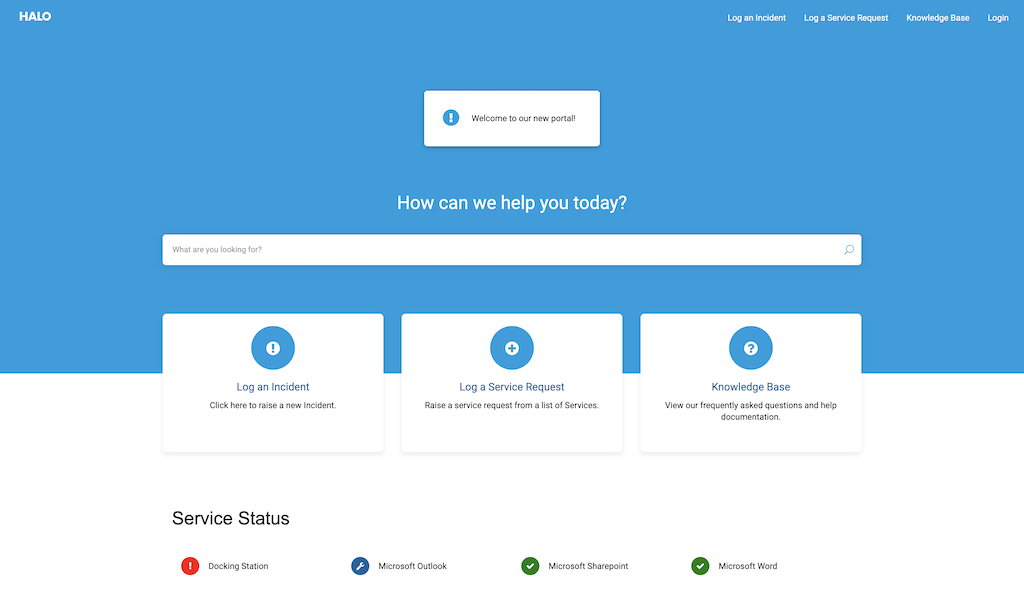 HALO
Log an Incident
Log a Service Request
Knowledge Base
Login
Welcome to our new portal!
How can we help you today?
What are you looking for?
Log an Incident
Click here to raise a new Incident.
Log a Service Request
Raise a service request from a list of Services.
Knowledge Base
View our frequently asked questions and help
documentation.
Service Status
Docking Station
Microsoft Outlook
Microsoft Sharepoint
Microsoft Word